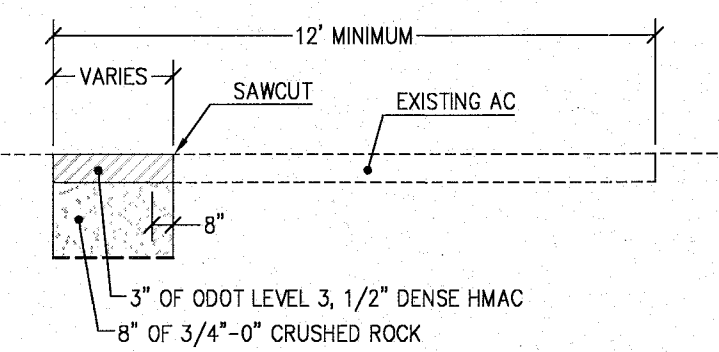 12' MINIMUM
VARIES
SAWCUT
EXISTING AC
8"
3" OF ODOT LEVEL 3, 1/2" DENSE HMAC
8" OF 3/4"-0" CRUSHED ROCK